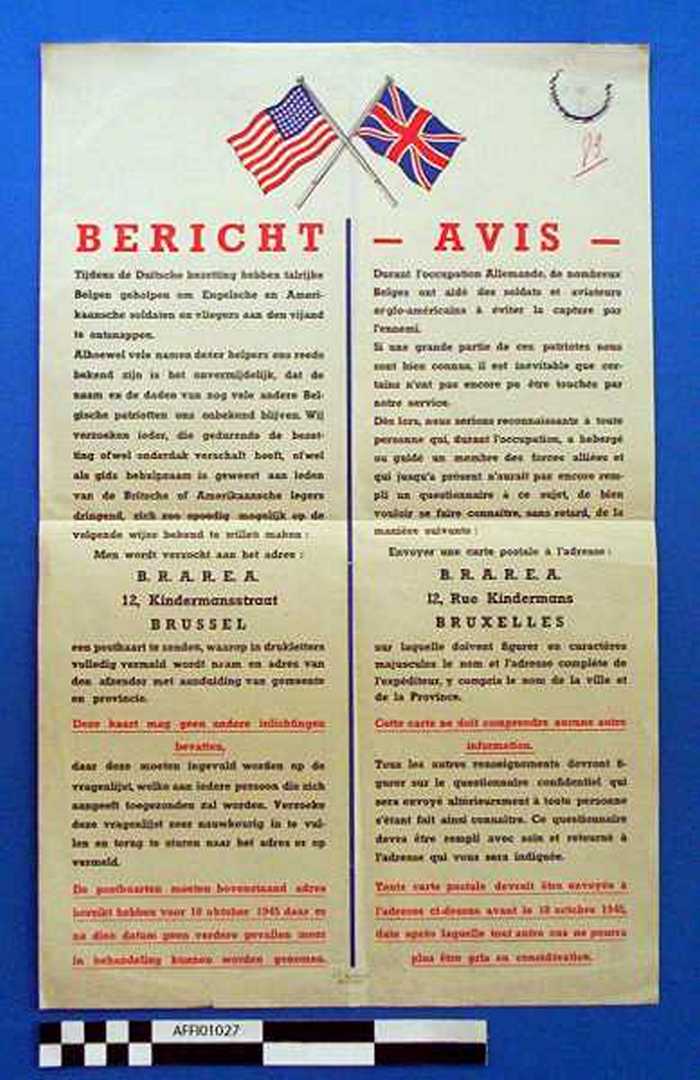 BERICHT
Tijdens de Duitsche bezetting hebben talrijke
Belgen geholpen om Engelsche en Ameri-
kaansche soldaten en vliegers aan den vijand
te ontsnappen.
Alhoewel vele namen dezer helpers ons reeds
bekend zijn is het onvermijdelijk, dat de
naam en de daden van nog vele andere Bel-
gische patriotten ons onbekend blijven. Wij
verzoeken ieder, die gedurende de bezet-
ting ofwel onderdak verschaft heeft, ofwel
als gids behulpzaam is geweest aan leden
van de Britsche of Amerikaansche legers
dringend, zich zoo spoedig mogelijk op de
volgende wijze bekend te willen maken :
Men wordt verzocht aan het adres :
B. R. A. R. E. A.
12, Kindermansstraat
BRUSSEL
een postkaart te zenden, waarop in drukletters
volledig vermeld wordt naam en adres van
den afzender met aanduiding van gemeente
en provincie.
Deze kaart mag geen andere inlichtingen
bevatten,
daar deze moeten ingevuld worden op de
vragenlijst, welke aan iedere persoon die zich
aangeeft toegezonden zal worden. Verzoeke
deze vragenlijst zeer nauwkeurig in te vul-
len en terug te sturen naar het adres er op
vermeld.
De postkaarten moeten bovenstaand adres
bereikt hebben voor 10 oktober 1945 daar er
na dien datum geen verdere gevallen meer
in behandeling kunnen worden genomen.
— AVIS —
Durant l'occupation Allemande, de nombreux
Belges ont aidé des soldats et aviateurs
anglo-américains à éviter la capture par
l'ennemi.
Si une grande partie de ces patriotes nous
sont bien connus, il est inévitable que cer-
tains n'ont pas encore pu être touchés par
notre service.
Dès lors, nous serions reconnaissants à toute
personne qui, durant l'occupation, a hébergé
ou guidé un membre des forces alliées et
qui jusqu'à présent n'aurait pas encore rem-
pli un questionnaire à ce sujet, de bien
vouloir se faire connaître, sans retard, de la
manière suivante :
Envoyer une carte postale à l'adresse :
B. R. A. R. E. A.
12, Rue Kindermans
BRUXELLES
sur laquelle doivent figurer en caractères
majuscules le nom et l'adresse complète de
l'expéditeur, y compris le nom de la ville et
de la Province.
Cette carte ne doit comprendre aucune autre
information.
Tous les autres renseignements devront fi-
gurer sur le questionnaire confidentiel qui
sera envoyé ultérieurement à toute personne
s'étant fait ainsi connaître. Ce questionnaire
devra être rempli avec soin et retourné à
l'adresse qui vous sera indiquée.
Toute carte postale devrait être envoyée à
l'adresse ci-dessus avant le 10 octobre 1945,
date après laquelle tout autre cas ne pourra
plus être pris en considération.
AFFI01027